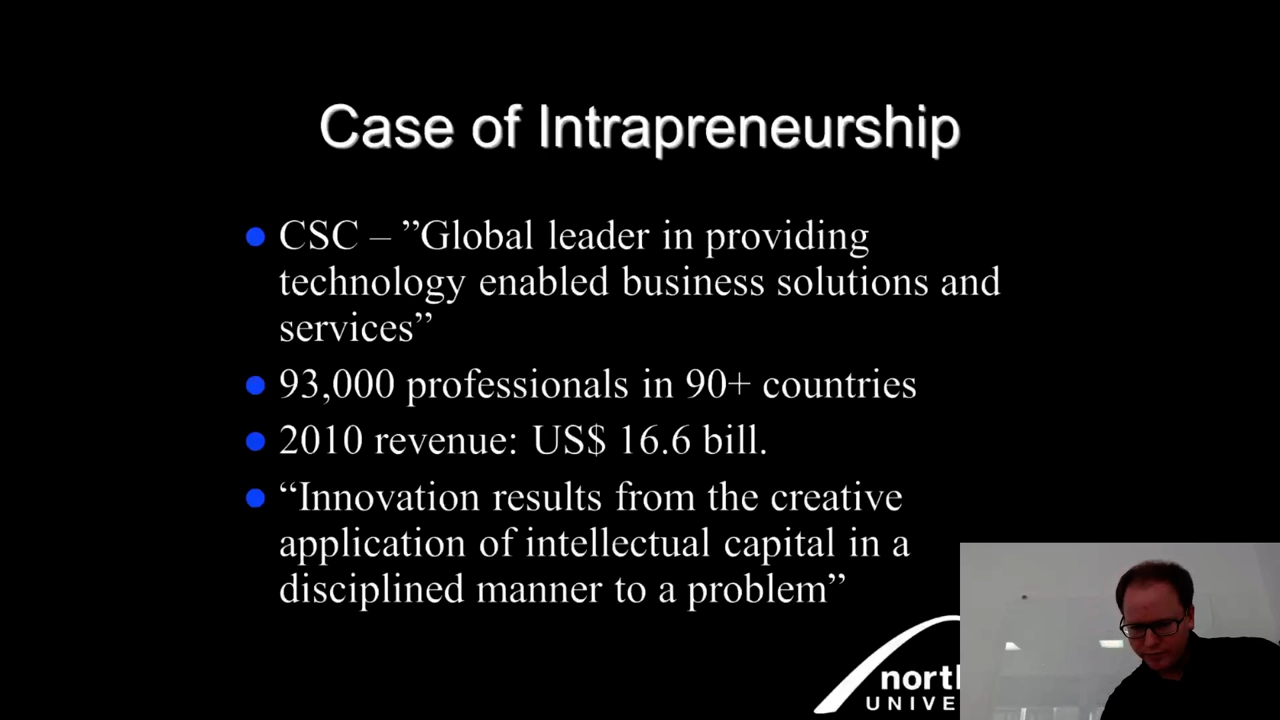 Case of Intrapreneurship
CSC – ”Global leader in providing
technology enabled business solutions and
services”
93,000 professionals in 90+ countries
2010 revenue: US$ 16.6 bill.
“Innovation results from the creative
application of intellectual capital in a
disciplined manner to a problem”